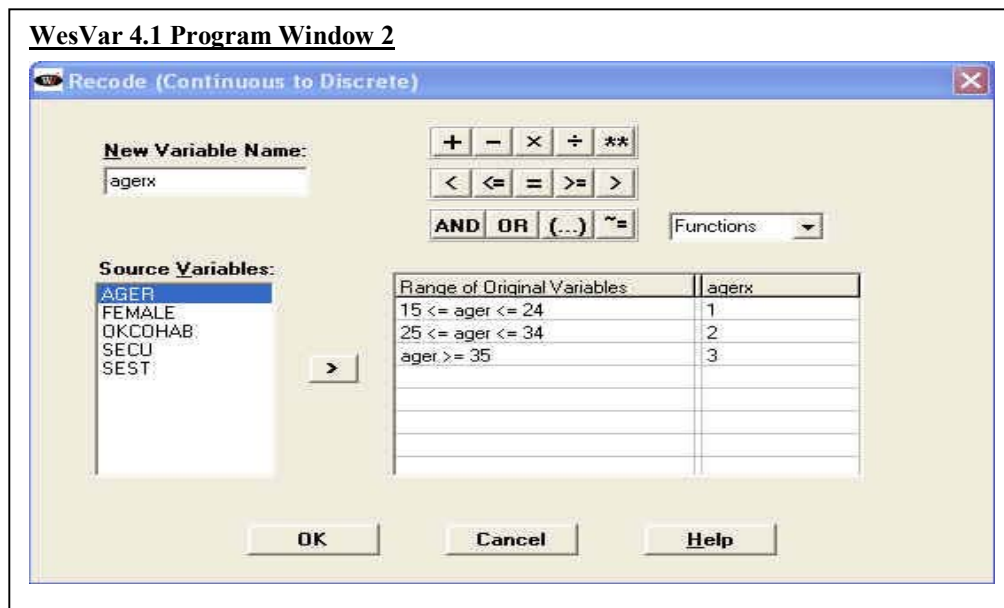 WesVar 4.1 Program Window 2
Recode (Continuous to Discrete)
New Variable Name:
agerx
+ − × ÷ **
< <= = >= >
AND OR (...) ~=
Functions
Source Variables:
AGER
FEMALE
OKCOHAB
SECU
SEST
>
Range of Original Variables agerx
15 <= ager <= 24 1
25 <= ager <= 34 2
ager >= 35 3
OK Cancel Help